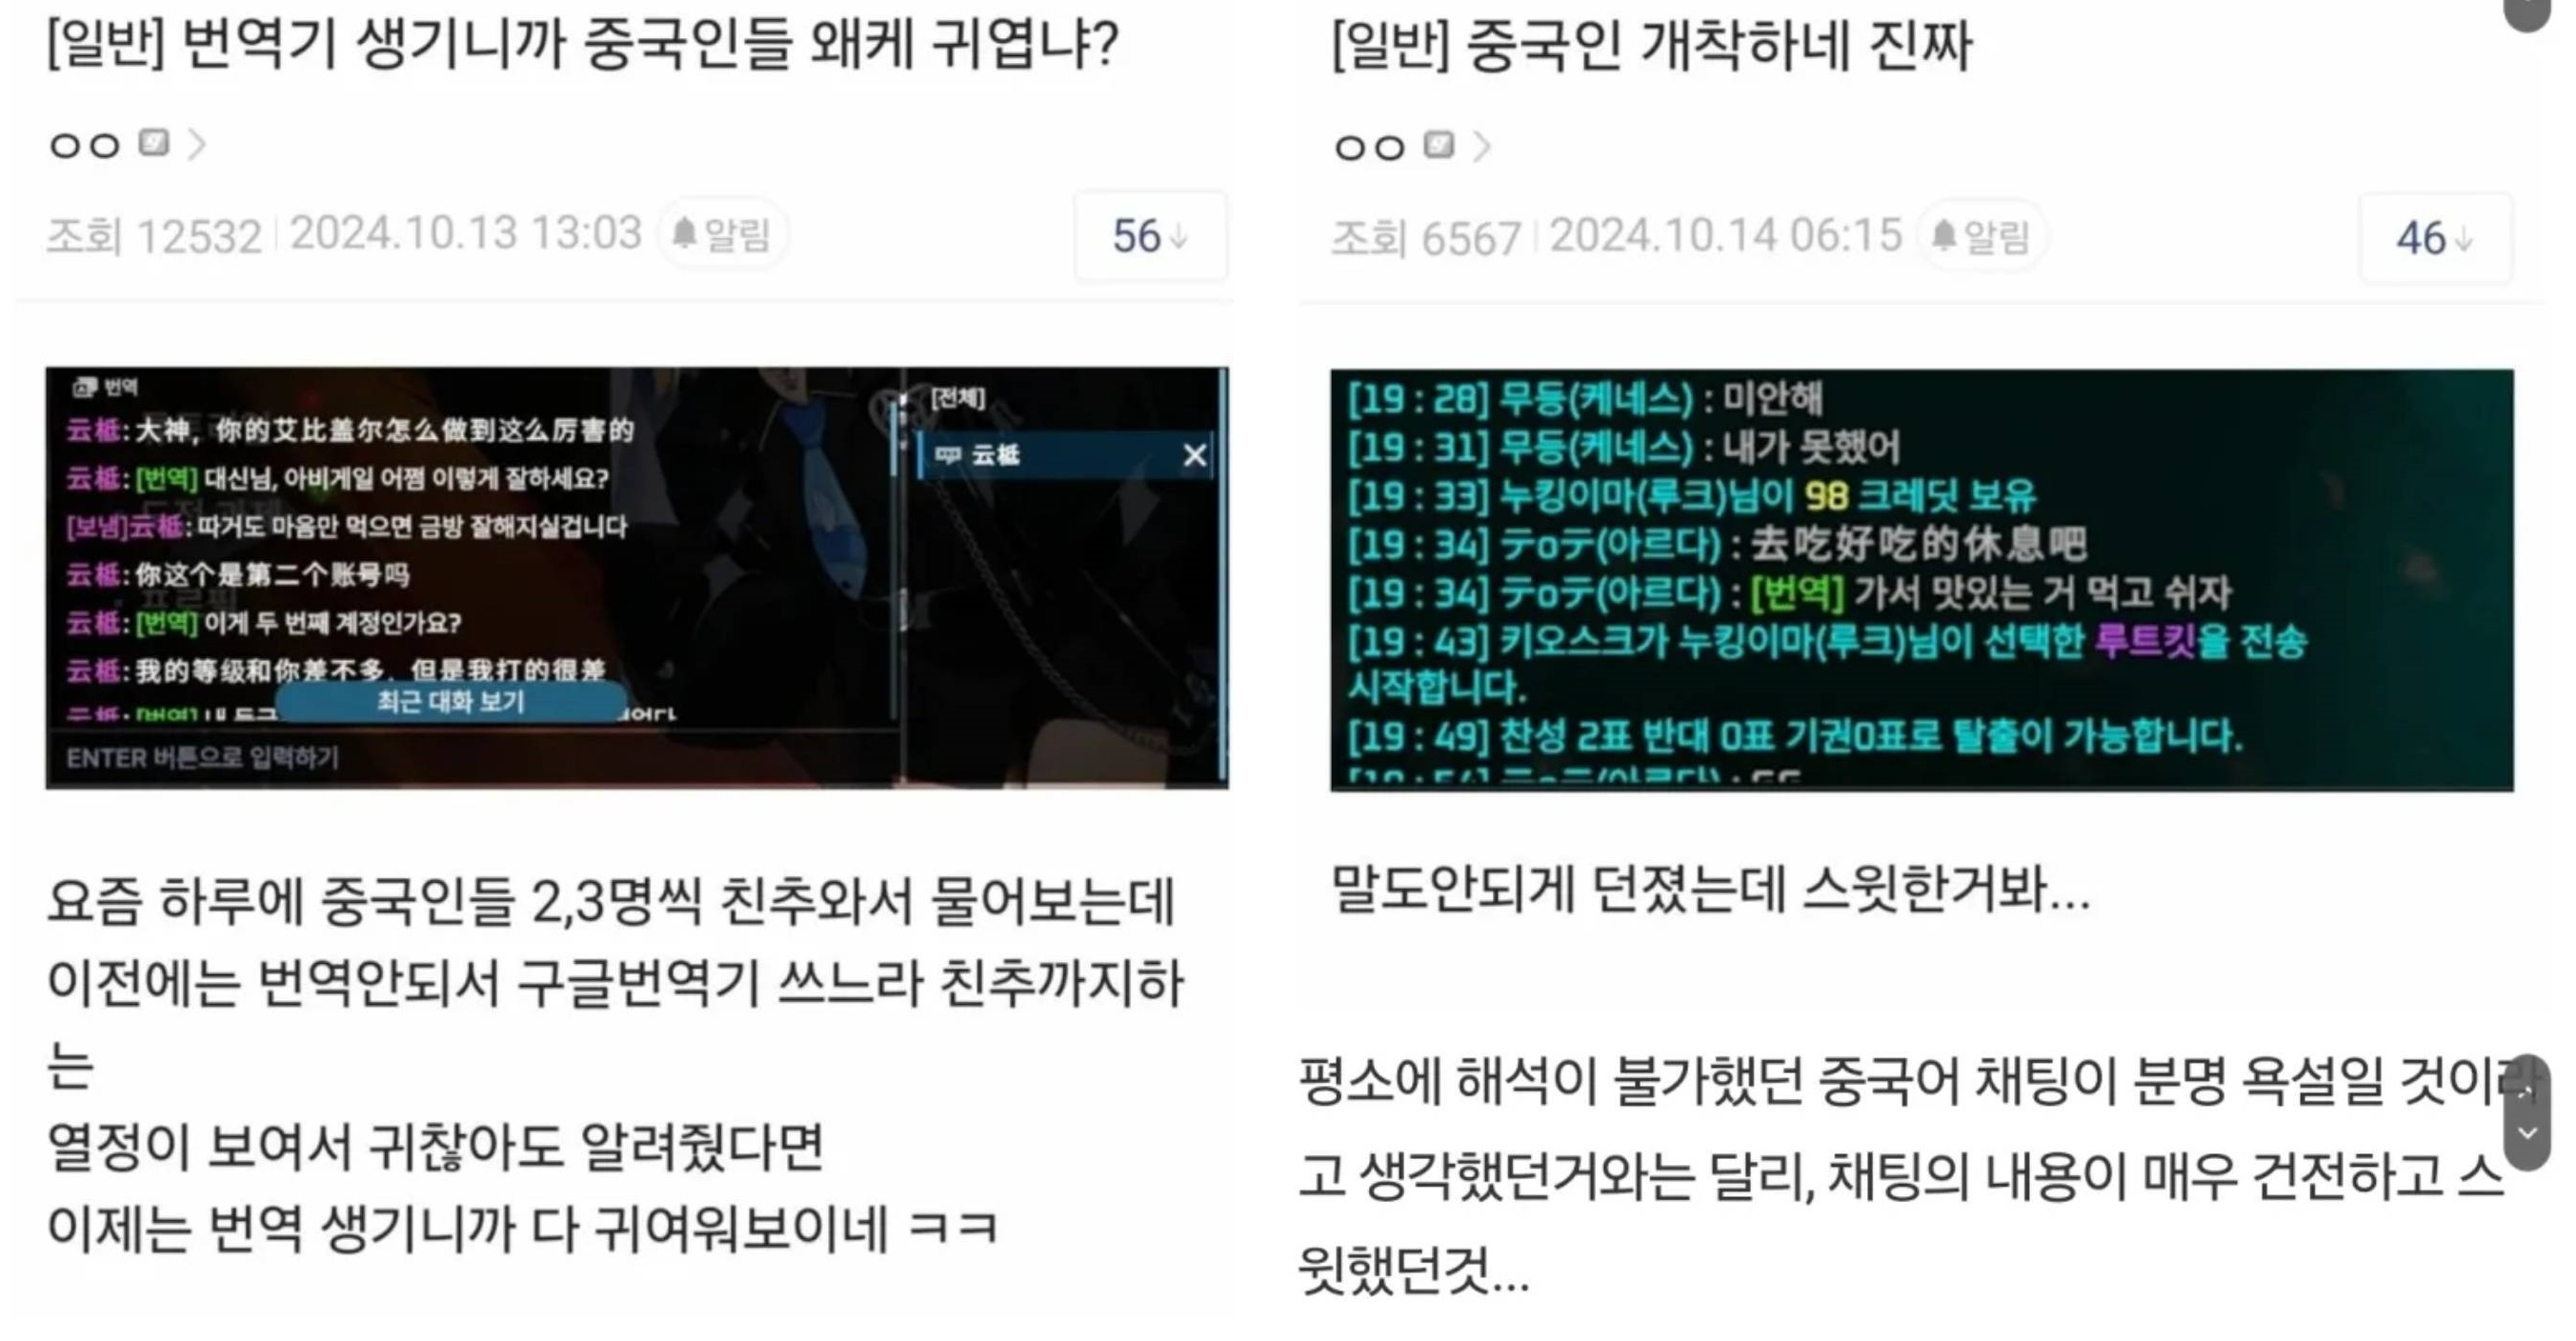 [일반] 번역기 생기니까 중국인들 왜케 귀엽냐?
ㅇㅇ
조회 12532 2024.10.13 13:03 알림
56
번역
云柢: 大神，你的艾比盖尔怎么做到这么厉害的
云柢: [번역] 대신님, 아비게일 어쩜 이렇게 잘하세요?
[보냄]云柢: 따거도 마음만 먹으면 금방 잘해지실겁니다
云柢: 你这个是第二个账号吗
云柢: [번역] 이게 두 번째 계정인가요?
云柢: 我的等级和你差不多，但是我打的很差
최근 대화 보기
ENTER 버튼으로 입력하기
[전체]
云柢
요즘 하루에 중국인들 2,3명씩 친추와서 물어보는데
이전에는 번역안되서 구글번역기 쓰느라 친추까지하
는
열정이 보여서 귀찮아도 알려줬다면
이제는 번역 생기니까 다 귀여워보이네 ㅋㅋ
[일반] 중국인 개착하네 진짜
ㅇㅇ
조회 6567 2024.10.14 06:15 알림
46
[19 : 28] 무등(케네스) : 미안해
[19 : 31] 무등(케네스) : 내가 못했어
[19 : 33] 누킹이마(루크)님이 98 크레딧 보유
[19 : 34] テoテ(아르다) : 去吃好吃的休息吧
[19 : 34] テoテ(아르다) : [번역] 가서 맛있는 거 먹고 쉬자
[19 : 43] 키오스크가 누킹이마(루크)님이 선택한 루트킷을 전송
시작합니다.
[19 : 49] 찬성 2표 반대 0표 기권0표로 탈출이 가능합니다.
말도안되게 던졌는데 스윗한거봐...
평소에 해석이 불가했던 중국어 채팅이 분명 욕설일 것이라
고 생각했던거와는 달리, 채팅의 내용이 매우 건전하고 스
윗했던것...